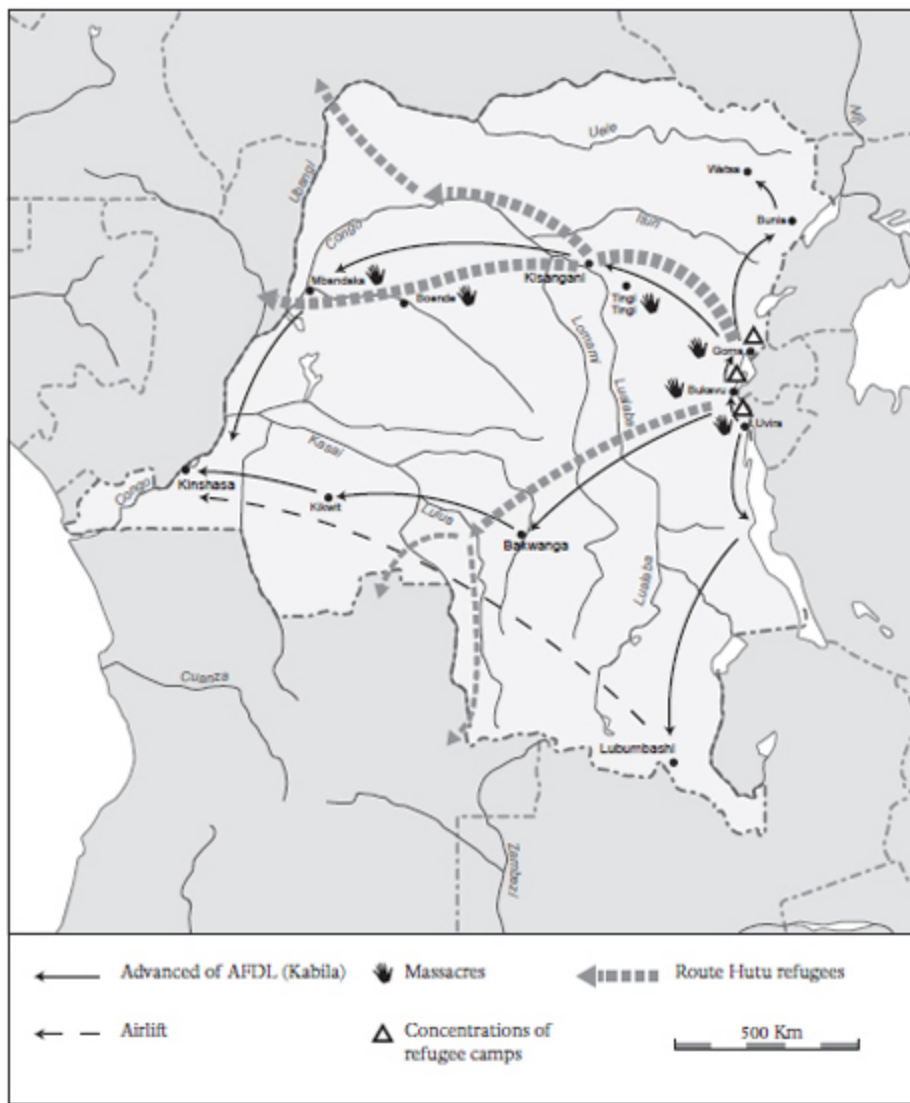 Nijl
Uele
Watsa
Ubangi
Bunia
Congo
Ituri
Mbandaka
Kisangani
Boende
Tingi
Tingi
Lomami
Goma
Lualaba
Bukavu
Uvira
Kasai
Kinshasa
Congo
Kikwit
Lulua
Bakwanga
Lualaba
Cuanza
Lubumbashi
Zambezi
Advanced of AFDL (Kabila)
Massacres
Route Hutu refugees
Airlift
Concentrations of
refugee camps
500 Km